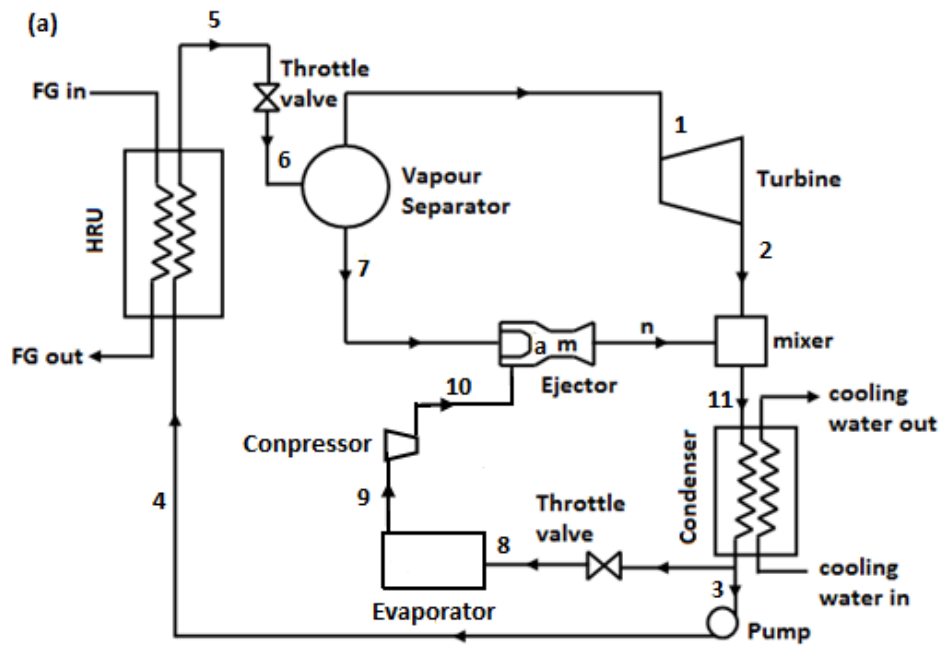 (a)
5
Throttle
valve
FG in
1
6
Vapour
Separator
Turbine
HRU
7
2
FG out
n
a m
mixer
10
Ejector
11
cooling
water out
Conpressor
4
9
Throttle
valve
Condenser
8
3
cooling
water in
Evaporator
Pump